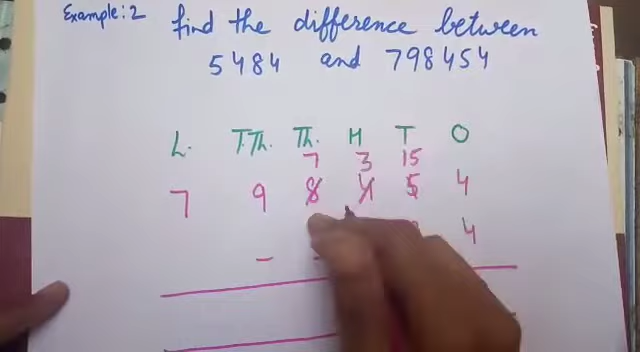 Example:2 find the difference between
5484 and 798454
L. T.Th. Th. H T O
7 3 15
7 9 8 4 5 4
4
- -